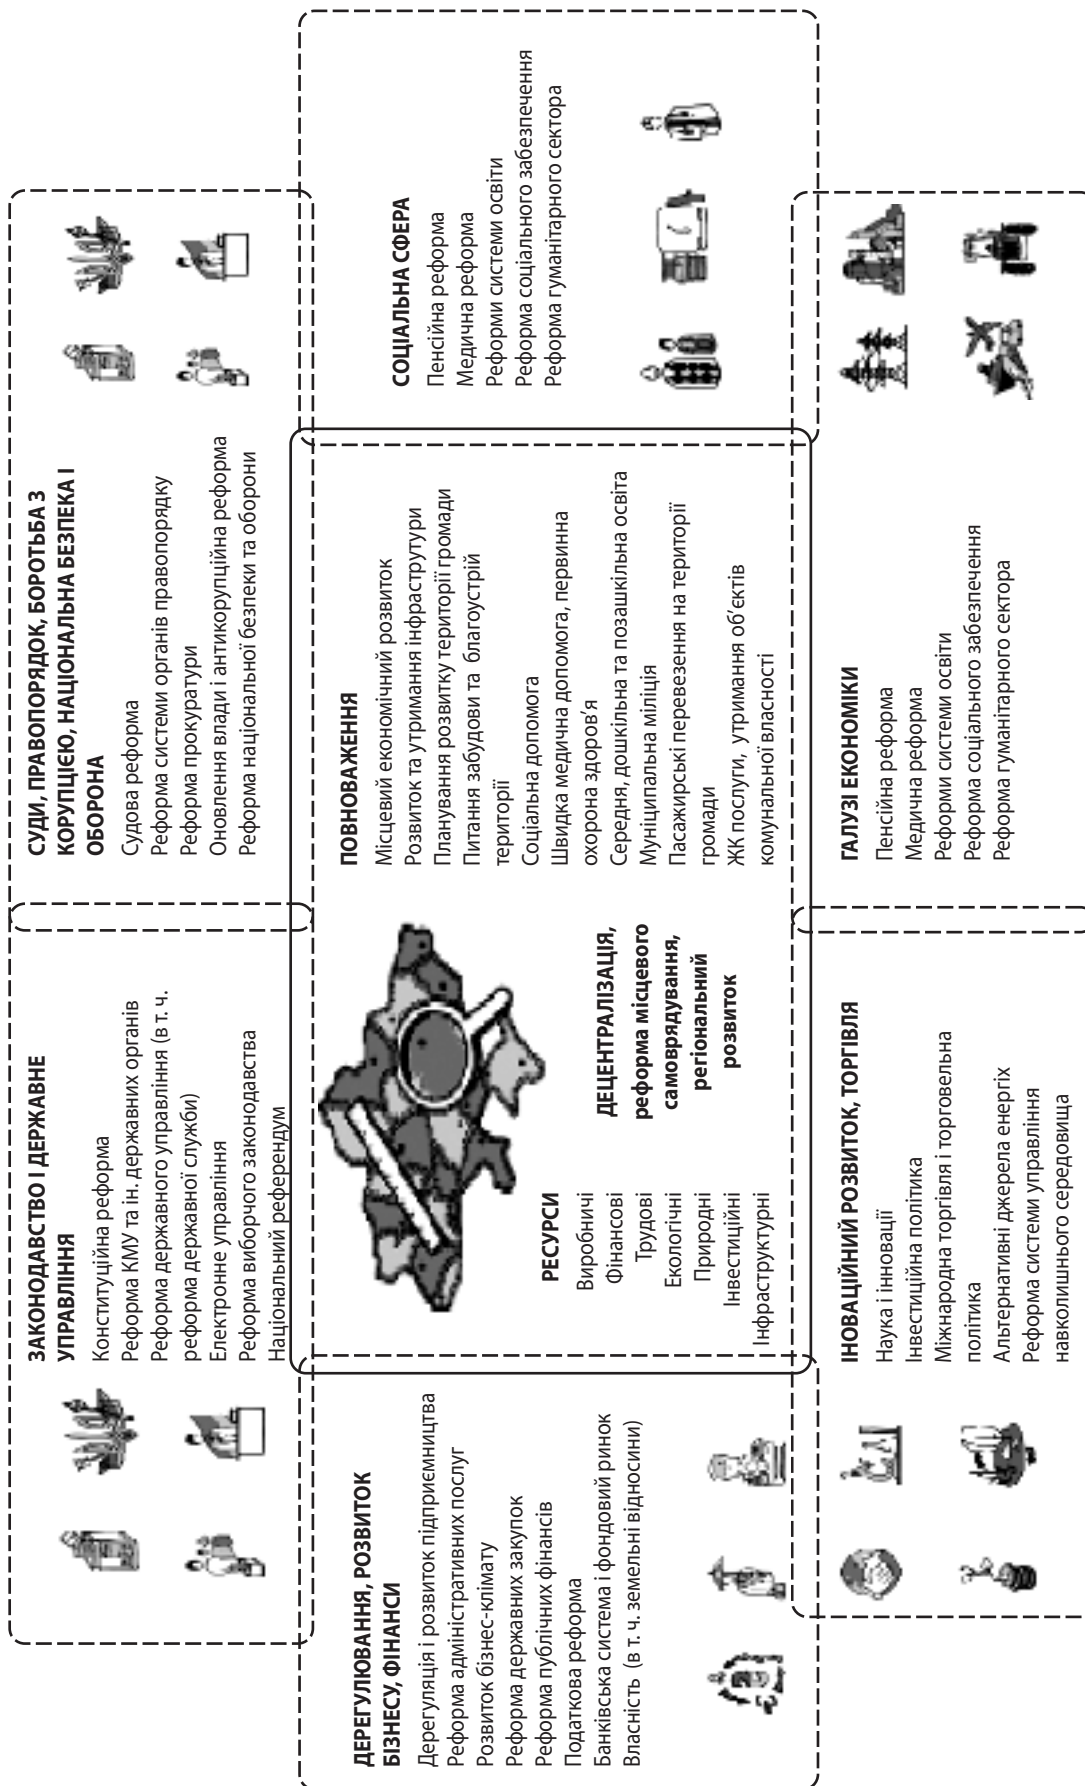 ЗАКОНОДАВСТВО І ДЕРЖАВНЕ
УПРАВЛІННЯ
Конституційна реформа
Реформа КМУ та ін. державних органів
Реформа державного управління (в т. ч.
реформа державної служби)
Електронне управління
Реформа виборчого законодавства
Національний референдум
СУДИ, ПРАВОПОРЯДОК, БОРОТЬБА З
КОРУПЦІЄЮ, НАЦІОНАЛЬНА БЕЗПЕКА І
ОБОРОНА
Судова реформа
Реформа системи органів правопорядку
Реформа прокуратури
Оновлення влади і антикорупційна реформа
Реформа національної безпеки та оборони
ДЕРЕГУЛЮВАННЯ, РОЗВИТОК
БІЗНЕСУ, ФІНАНСИ
Дерегуляція і розвиток підприємництва
Реформа адміністративних послуг
Розвиток бізнес-клімату
Реформа державних закупок
Реформа публічних фінансів
Податкова реформа
Банківська система і фондовий ринок
Власність (в т. ч. земельні відносини)
РЕСУРСИ
Виробничі
Фінансові
Трудові
Екологічні
Природні
Інвестиційні
Інфраструктурні
ДЕЦЕНТРАЛІЗАЦІЯ,
реформа місцевого
самоврядування,
регіональний
розвиток
ПОВНОВАЖЕННЯ
Місцевий економічний розвиток
Розвиток та утримання інфраструтури
Планування розвитку території громади
Питання забудови та благоустрій
території
Соціальна допомога
Швидка медична допомога, первинна
охорона здоров’я
Середня, дошкільна та позашкільна освіта
Муніципальна міліція
Пасажирські перевезення на території
громади
ЖК послуги, утримання об’єктів
комунальної власності
СОЦІАЛЬНА СФЕРА
Пенсійна реформа
Медична реформа
Реформи системи освіти
Реформа соціального забезпечення
Реформа гуманітарного сектора
ІНОВАЦІЙНИЙ РОЗВИТОК, ТОРГІВЛЯ
Наука і інновації
Інвестиційна політика
Міжнародна торгівля і торговельна
політика
Альтернативні джерела енергіх
Реформа системи управління
навколишнього середовища
ГАЛУЗІ ЕКОНОМІКИ
Пенсійна реформа
Медична реформа
Реформи системи освіти
Реформа соціального забезпечення
Реформа гуманітарного сектора